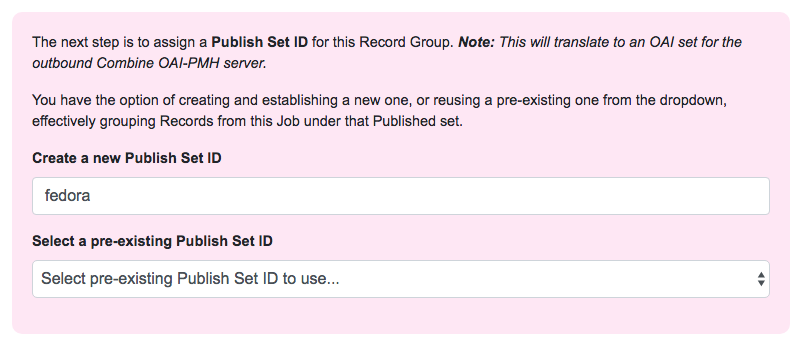 The next step is to assign a Publish Set ID for this Record Group. Note: This will translate to an OAI set for the
outbound Combine OAI-PMH server.
You have the option of creating and establishing a new one, or reusing a pre-existing one from the dropdown,
effectively grouping Records from this Job under that Published set.
Create a new Publish Set ID
fedora
Select a pre-existing Publish Set ID
Select pre-existing Publish Set ID to use...